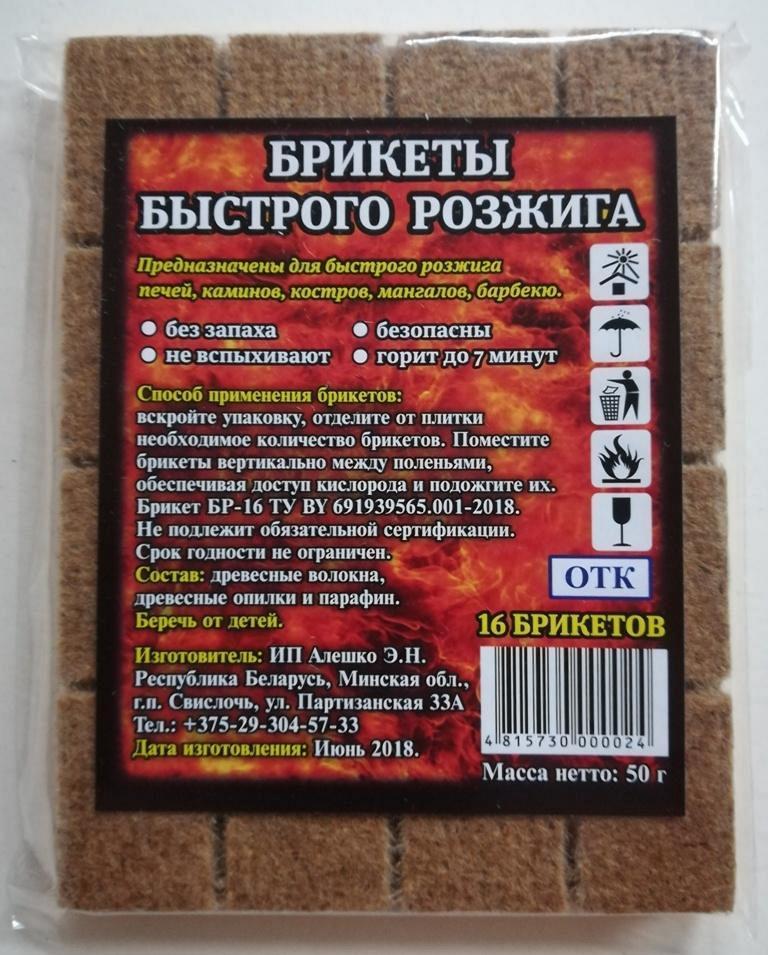 БРИКЕТЫ
БЫСТРОГО РОЗЖИГА
Предназначены для быстрого розжига
печей, каминов, костров, мангалов, барбекю.
● без запаха ● безопасны
● не вспыхивают ● горит до 7 минут
Способ применения брикетов:
вскройте упаковку, отделите от плитки
необходимое количество брикетов. Поместите
брикеты вертикально между поленьями,
обеспечивая доступ кислорода и подожгите их.
Брикет БР-16 ТУ BY 691939565.001-2018.
Не подлежит обязательной сертификации.
Срок годности не ограничен.
Состав: древесные волокна,
древесные опилки и парафин.
Беречь от детей.
ОТК
16 БРИКЕТОВ
Изготовитель: ИП Алешко Э.Н.
Республика Беларусь, Минская обл.,
г.п. Свислочь, ул. Партизанская 33А
Тел.: +375-29-304-57-33
Дата изготовления: Июнь 2018.
4 815730 000024
Масса нетто: 50 г